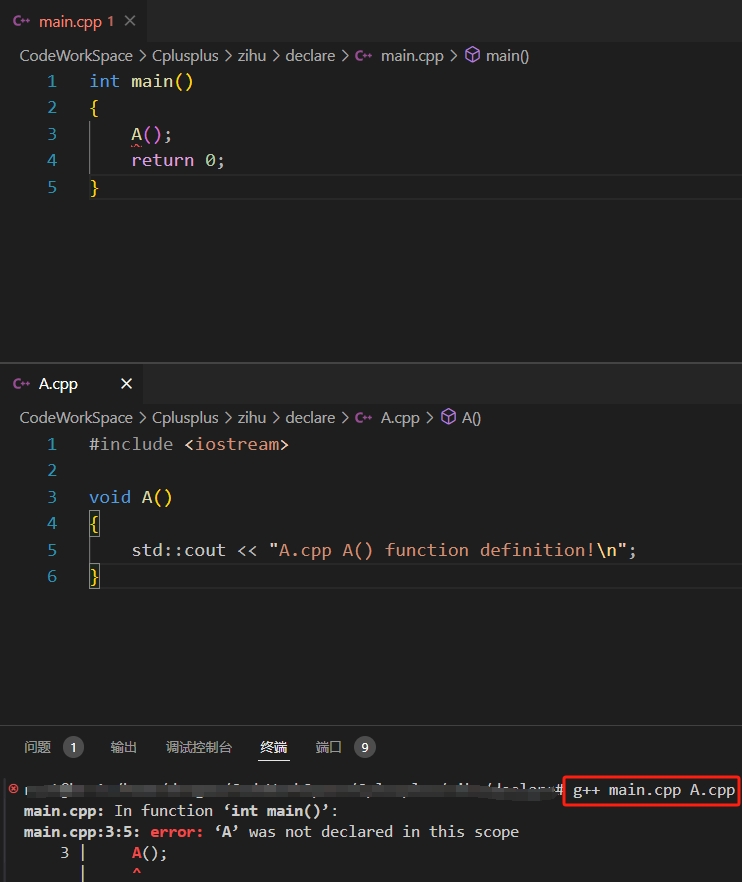 C++ main.cpp 1 ×
CodeWorkSpace > Cplusplus > zihu > declare > C++ main.cpp > main()
1 int main()
2 {
3 A();
4 return 0;
5 }
C++ A.cpp ×
CodeWorkSpace > Cplusplus > zihu > declare > C++ A.cpp > A()
1 #include <iostream>
2
3 void A()
4 {
5 std::cout << "A.cpp A() function definition!\n";
6 }
问题 1 输出 调试控制台 终端 端口 9
# g++ main.cpp A.cpp
main.cpp: In function ‘int main()’:
main.cpp:3:5: error: ‘A’ was not declared in this scope
3 | A();
| ^